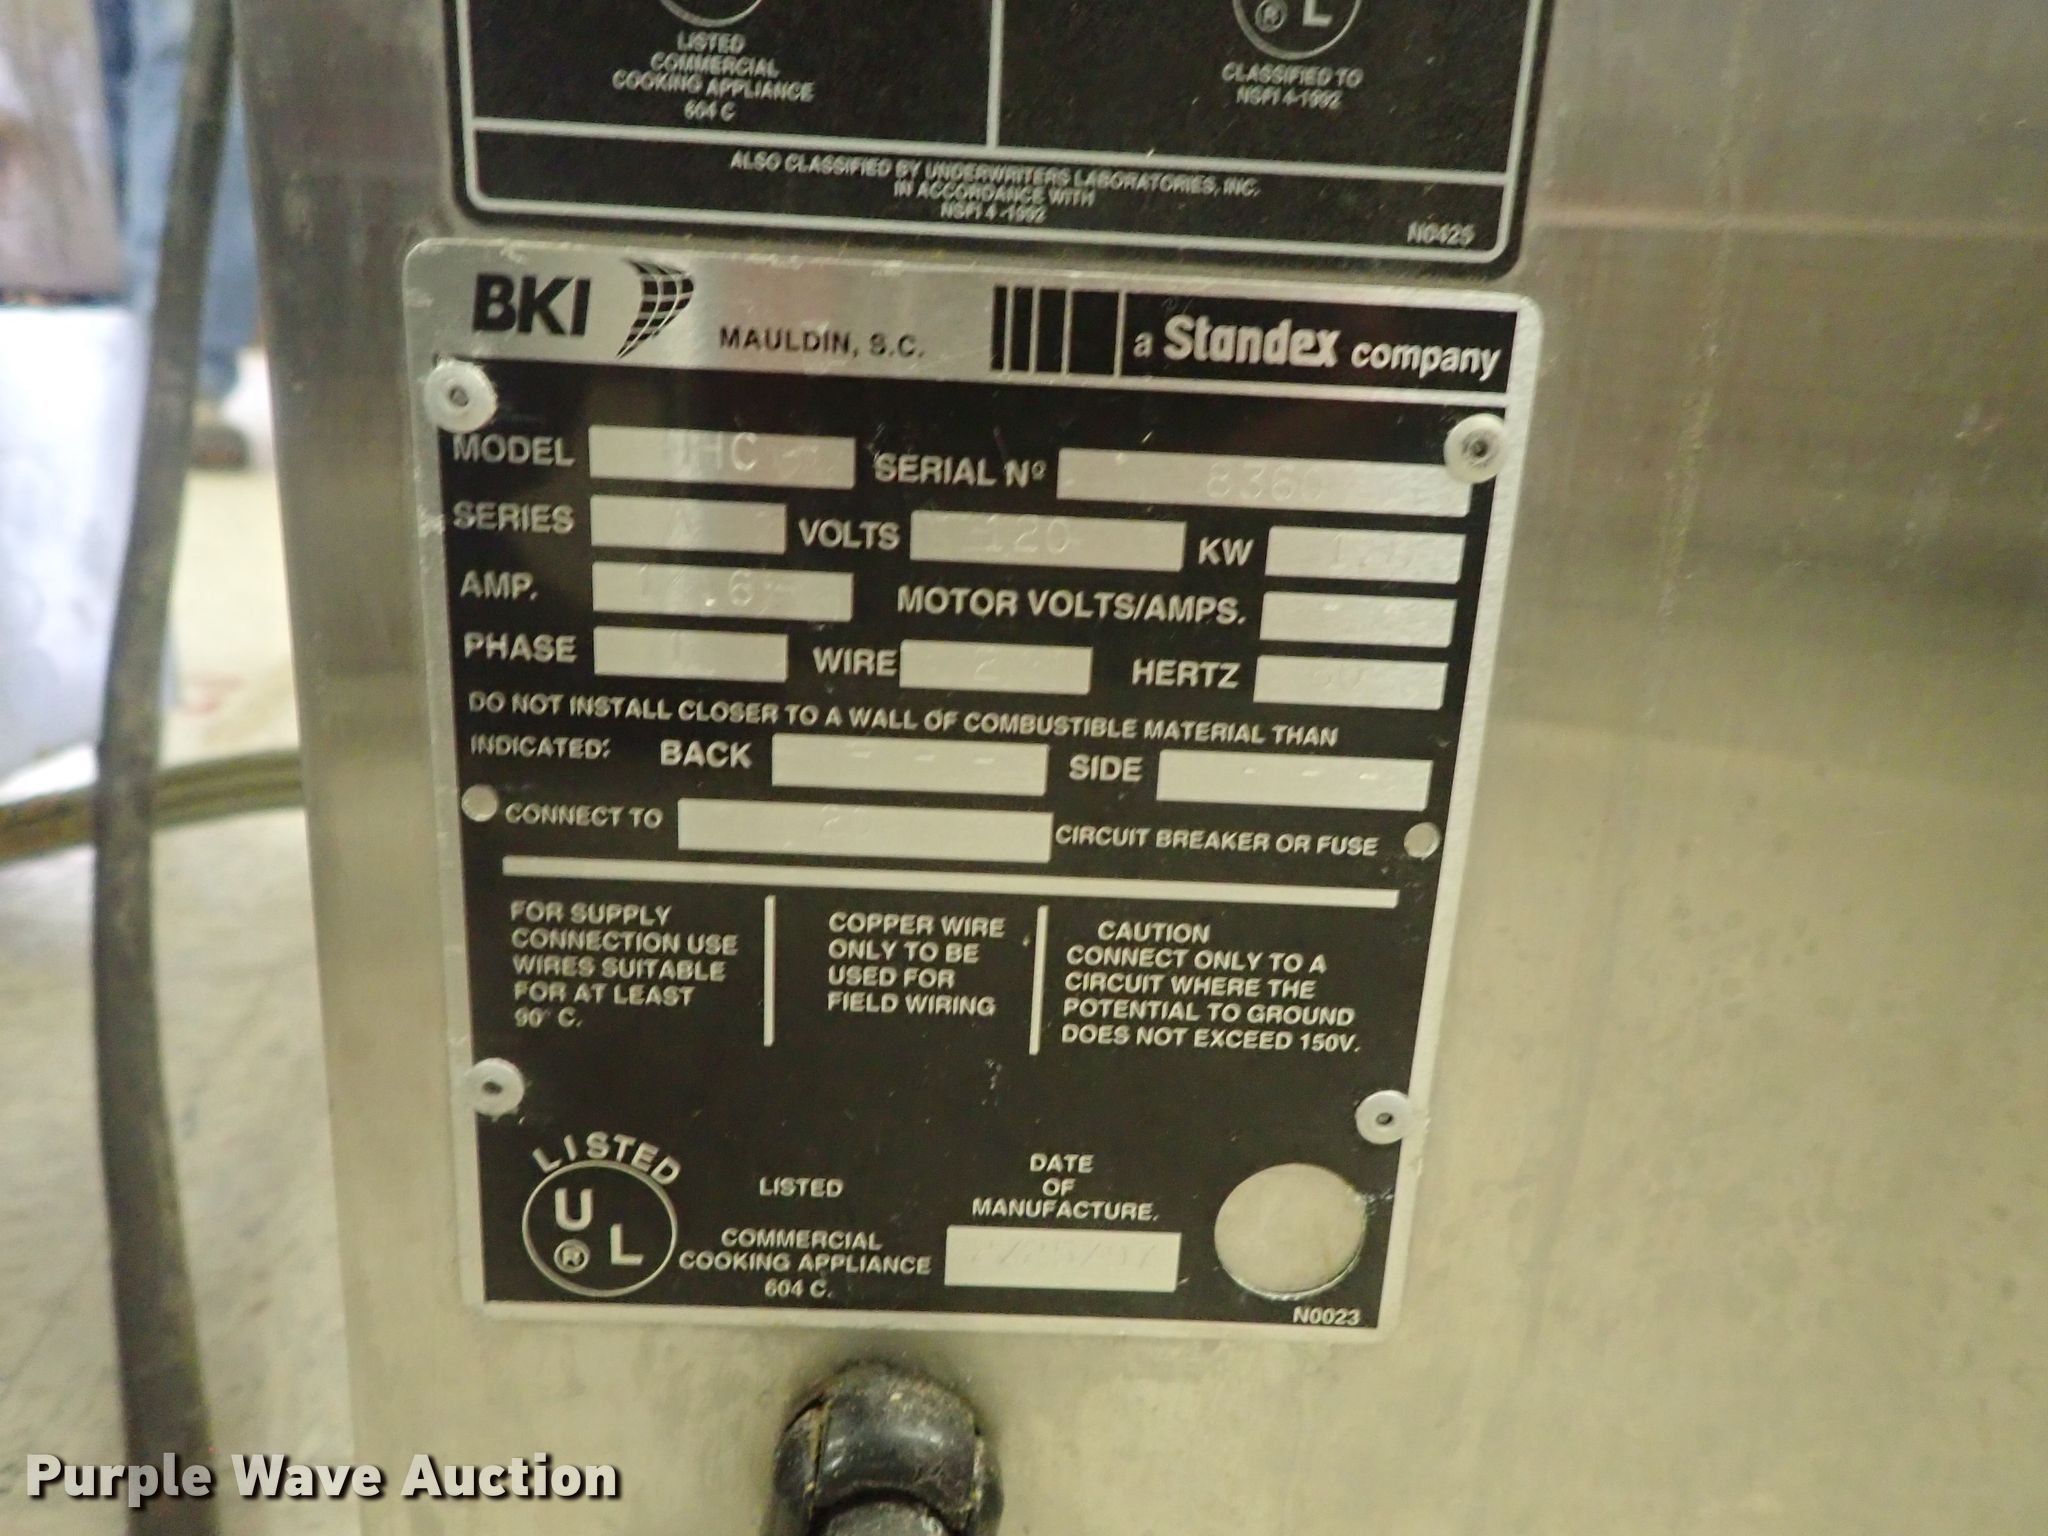 ® L
LISTED
COMMERCIAL
COOKING APPLIANCE
604 C
CLASSIFIED TO
NSFI 4-1992
ALSO CLASSIFIED BY UNDERWRITERS LABORATORIES, INC.
IN ACCORDANCE WITH
NSFI 4-1992
N0425
BKI MAULDIN, S.C. a Standex company
MODEL SERIAL Nº 8360
SERIES A VOLTS 120 KW
AMP. MOTOR VOLTS/AMPS.
PHASE 1 WIRE 2 HERTZ
DO NOT INSTALL CLOSER TO A WALL OF COMBUSTIBLE MATERIAL THAN
INDICATED: BACK - - - SIDE - - -
CONNECT TO CIRCUIT BREAKER OR FUSE
FOR SUPPLY
CONNECTION USE
WIRES SUITABLE
FOR AT LEAST
90° C.
COPPER WIRE
ONLY TO BE
USED FOR
FIELD WIRING
CAUTION
CONNECT ONLY TO A
CIRCUIT WHERE THE
POTENTIAL TO GROUND
DOES NOT EXCEED 150V.
LISTED
U L ®
LISTED
COMMERCIAL
COOKING APPLIANCE
604 C.
DATE
OF
MANUFACTURE.
N0023
Purple Wave Auction